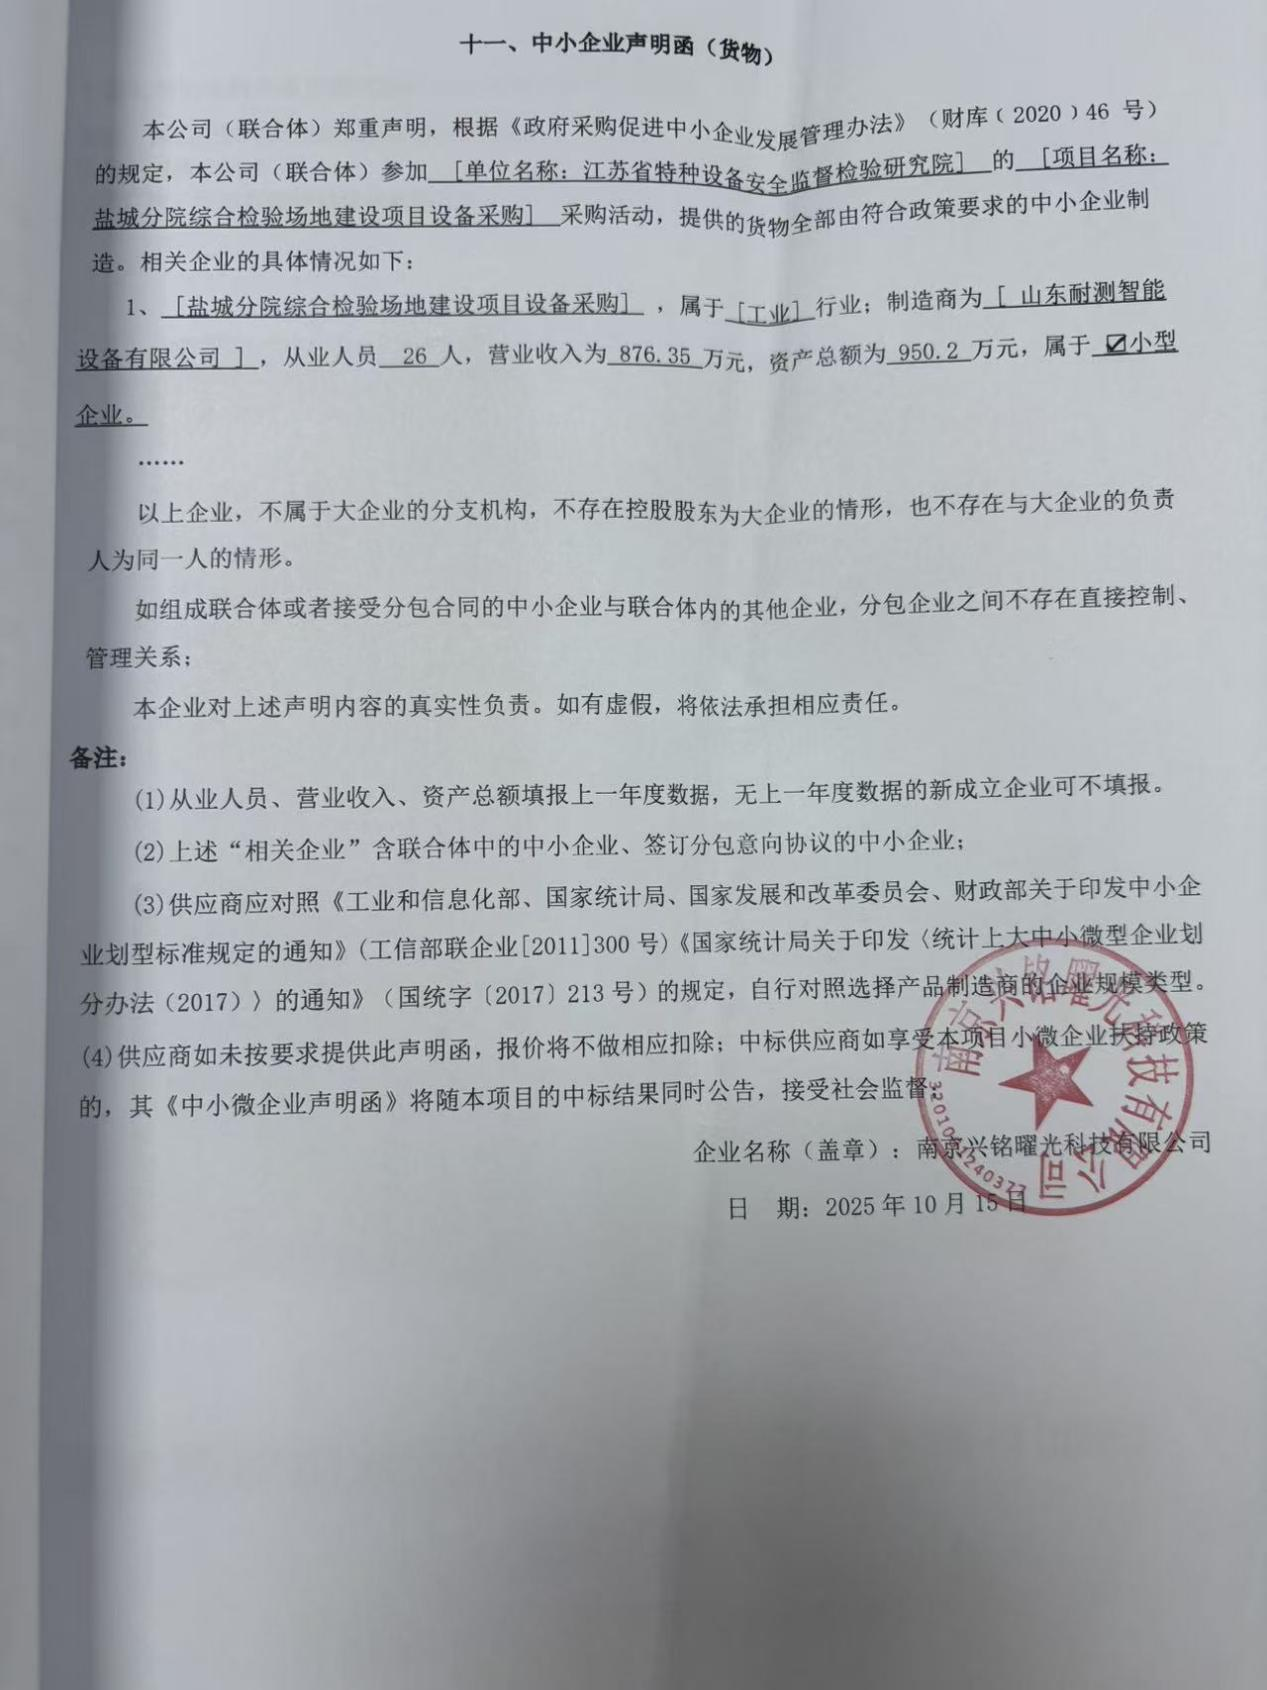 十一、中小企业声明函（货物）
本公司（联合体）郑重声明，根据《政府采购促进中小企业发展管理办法》（财库﹝2020﹞46 号）
的规定，本公司（联合体）参加 [单位名称：江苏省特种设备安全监督检验研究院] 的 [项目名称：
盐城分院综合检验场地建设项目设备采购] 采购活动，提供的货物全部由符合政策要求的中小企业制
造。相关企业的具体情况如下：
1、 [盐城分院综合检验场地建设项目设备采购] ，属于 [工业] 行业；制造商为 [ 山东耐测智能
设备有限公司 ] ，从业人员 26 人，营业收入为 876.35 万元，资产总额为 950.2 万元，属于 ☑小型
企业。
……
以上企业，不属于大企业的分支机构，不存在控股股东为大企业的情形，也不存在与大企业的负责
人为同一人的情形。
如组成联合体或者接受分包合同的中小企业与联合体内的其他企业，分包企业之间不存在直接控制、
管理关系；
本企业对上述声明内容的真实性负责。如有虚假，将依法承担相应责任。
备注：
(1)从业人员、营业收入、资产总额填报上一年度数据，无上一年度数据的新成立企业可不填报。
(2)上述“相关企业”含联合体中的中小企业、签订分包意向协议的中小企业；
(3)供应商应对照《工业和信息化部、国家统计局、国家发展和改革委员会、财政部关于印发中小企
业划型标准规定的通知》(工信部联企业[2011]300 号)《国家统计局关于印发〈统计上大中小微型企业划
分办法（2017）〉的通知》（国统字〔2017〕213 号）的规定，自行对照选择产品制造商的企业规模类型。
(4)供应商如未按要求提供此声明函，报价将不做相应扣除；中标供应商如享受本项目小微企业扶持政策
的，其《中小微企业声明函》将随本项目的中标结果同时公告，接受社会监督；
企业名称（盖章）：南京兴铭曜光科技有限公司
日 期：2025 年 10 月 15 日
南京兴铭曜光科技有限公司